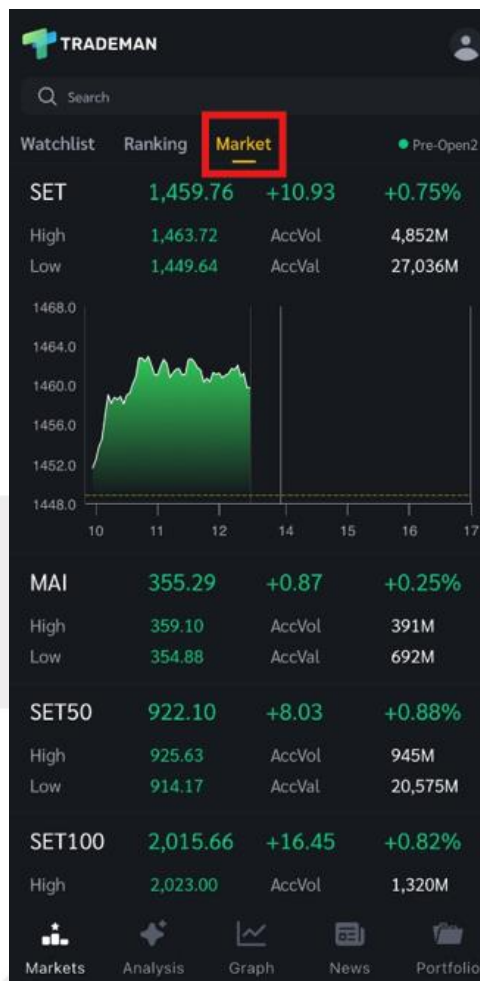 TRADEMAN
Search
Watchlist Ranking Market Pre-Open2
SET 1,459.76 +10.93 +0.75%
High 1,463.72 AccVol 4,852M
Low 1,449.64 AccVal 27,036M
1468.0
1464.0
1460.0
1456.0
1452.0
1448.0
10 11 12 14 15 16 17
MAI 355.29 +0.87 +0.25%
High 359.10 AccVol 391M
Low 354.88 AccVal 692M
SET50 922.10 +8.03 +0.88%
High 925.63 AccVol 945M
Low 914.17 AccVal 20,575M
SET100 2,015.66 +16.45 +0.82%
High 2,023.00 AccVol 1,320M
Markets Analysis Graph News Portfolio